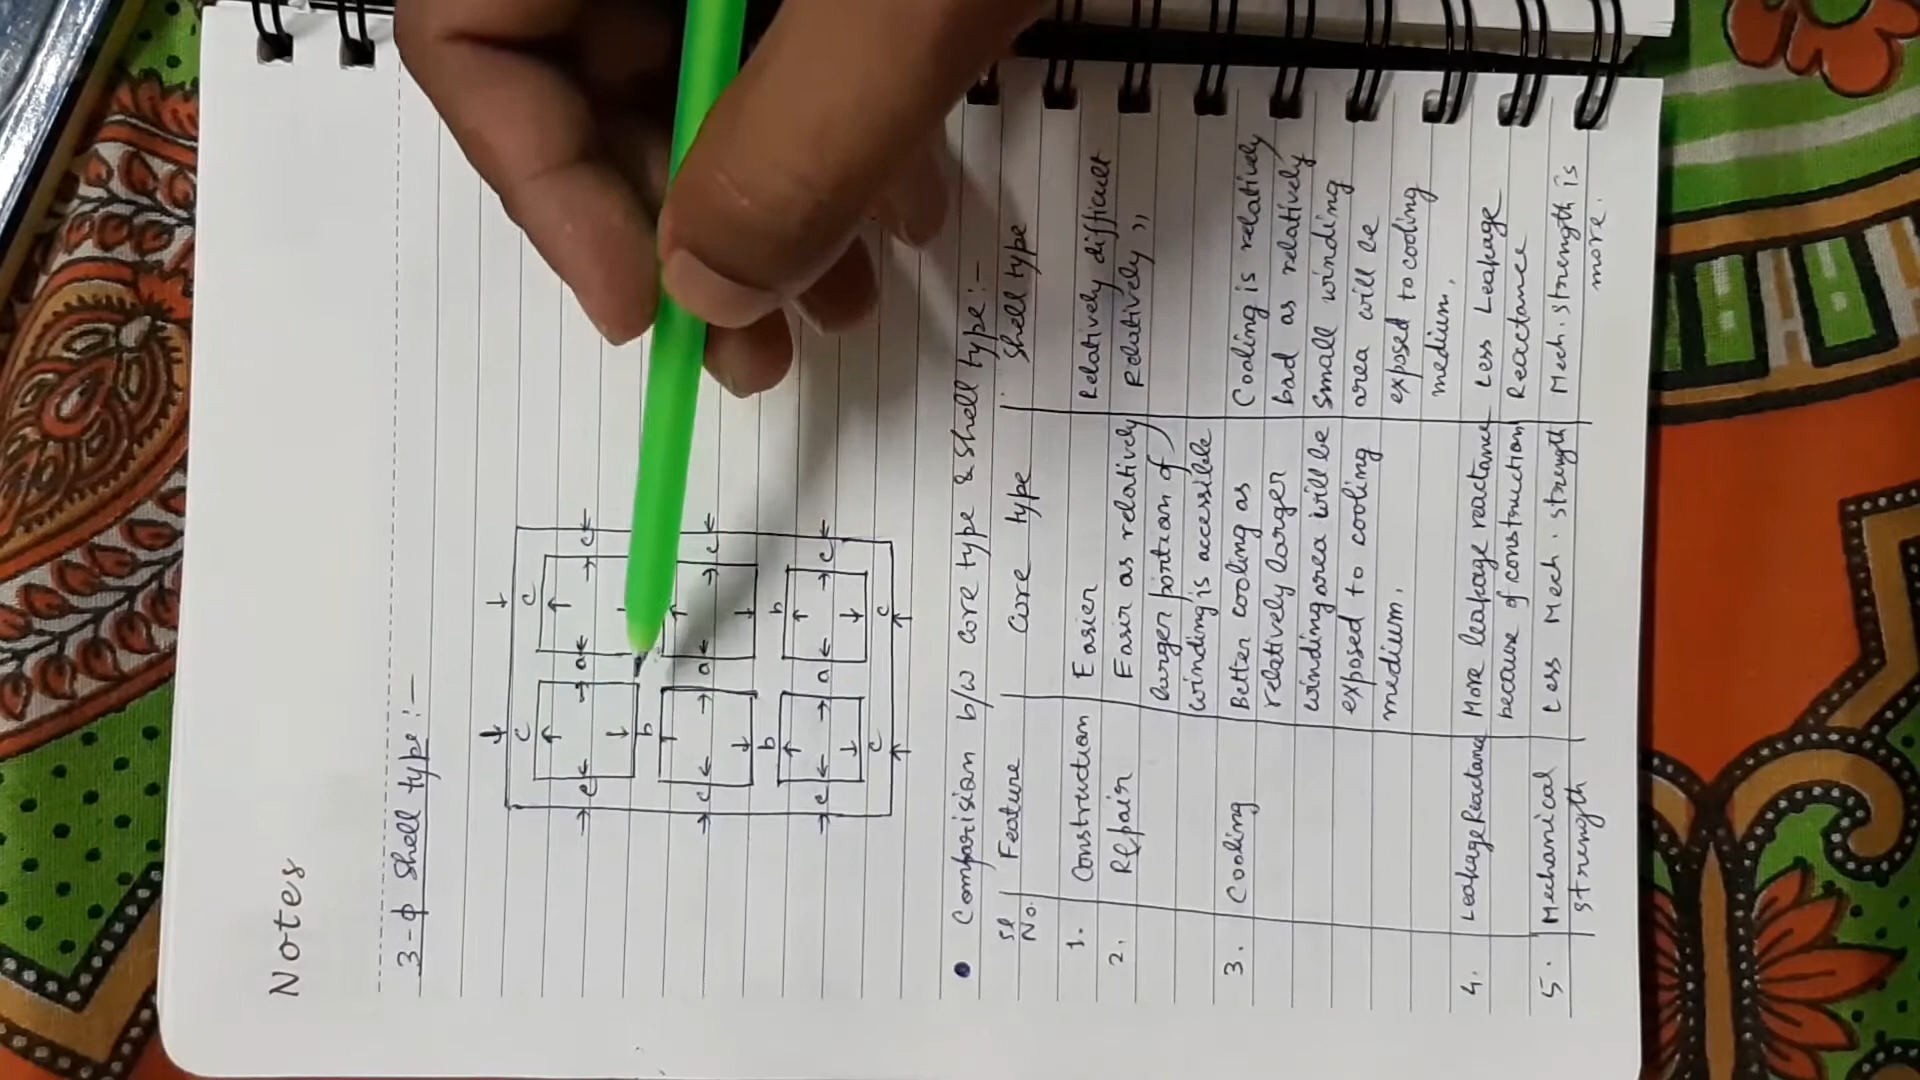 Notes
3-ϕ Shell type :-
↓ ↓
c c
→ e← →a← →c ←
b
→ c← →a← →c ←
b b
→ e← →a← →c ←
c c
• Comparision b/w core type & shell type :-
Sl No. Feature Core type Shell type
1. Construction Easier Relatively difficult
2. Repair Easier as relatively Relatively ,,
larger portion of
winding is accessible
3. Cooling Better cooling as Cooling is relatively
relatively larger bad as relatively
winding area will be small winding
exposed to cooling area will be
medium. exposed to cooling
medium.
4. Leakage Reactance More leakage reactance Less Leakage
because of construction Reactance
5. Mechanical Less Mech. strength Mech. strength is
strength more.